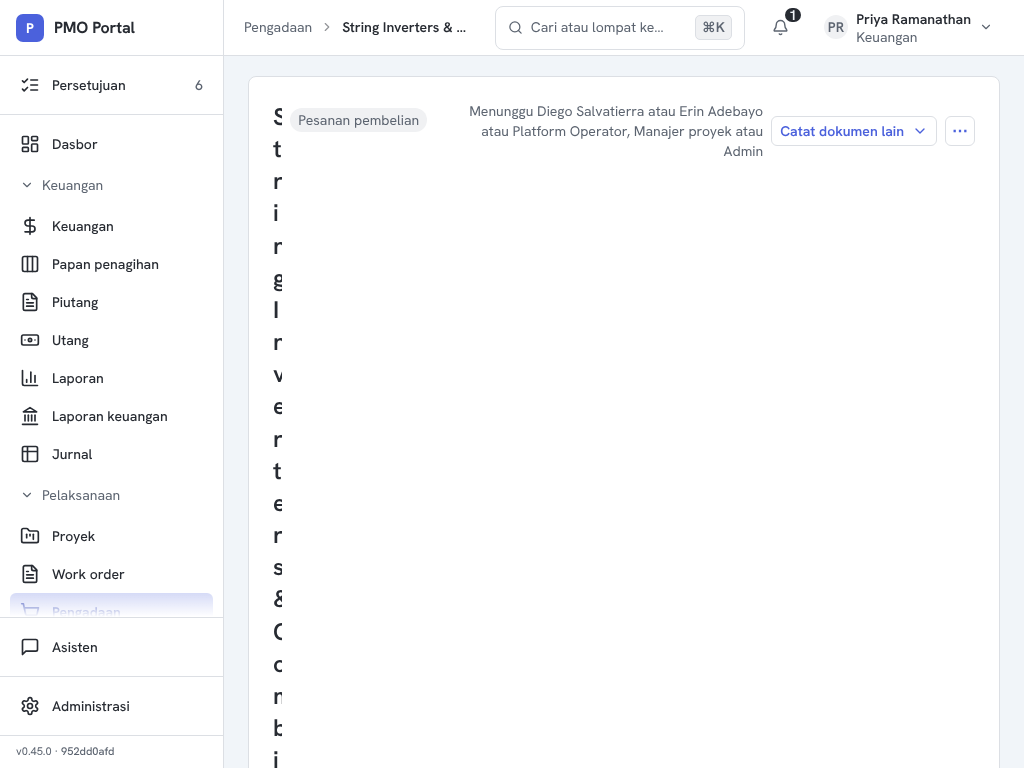 P PMO Portal
Pengadaan
String Inverters & ...
Cari atau lompat ke...
⌘K
1
PR
Priya Ramanathan
Keuangan
Persetujuan 6
Dasbor
Keuangan
Keuangan
Papan penagihan
Piutang
Utang
Laporan
Laporan keuangan
Jurnal
Pelaksanaan
Proyek
Work order
Pengadaan
Asisten
Administrasi
v0.45.0 · 952dd0afd
S
t
r
i
n
g
I
n
v
e
r
t
e
r
s
&
C
o
m
b
i
Pesanan pembelian
Menunggu Diego Salvatierra atau Erin Adebayo
atau Platform Operator, Manajer proyek atau
Admin
Catat dokumen lain